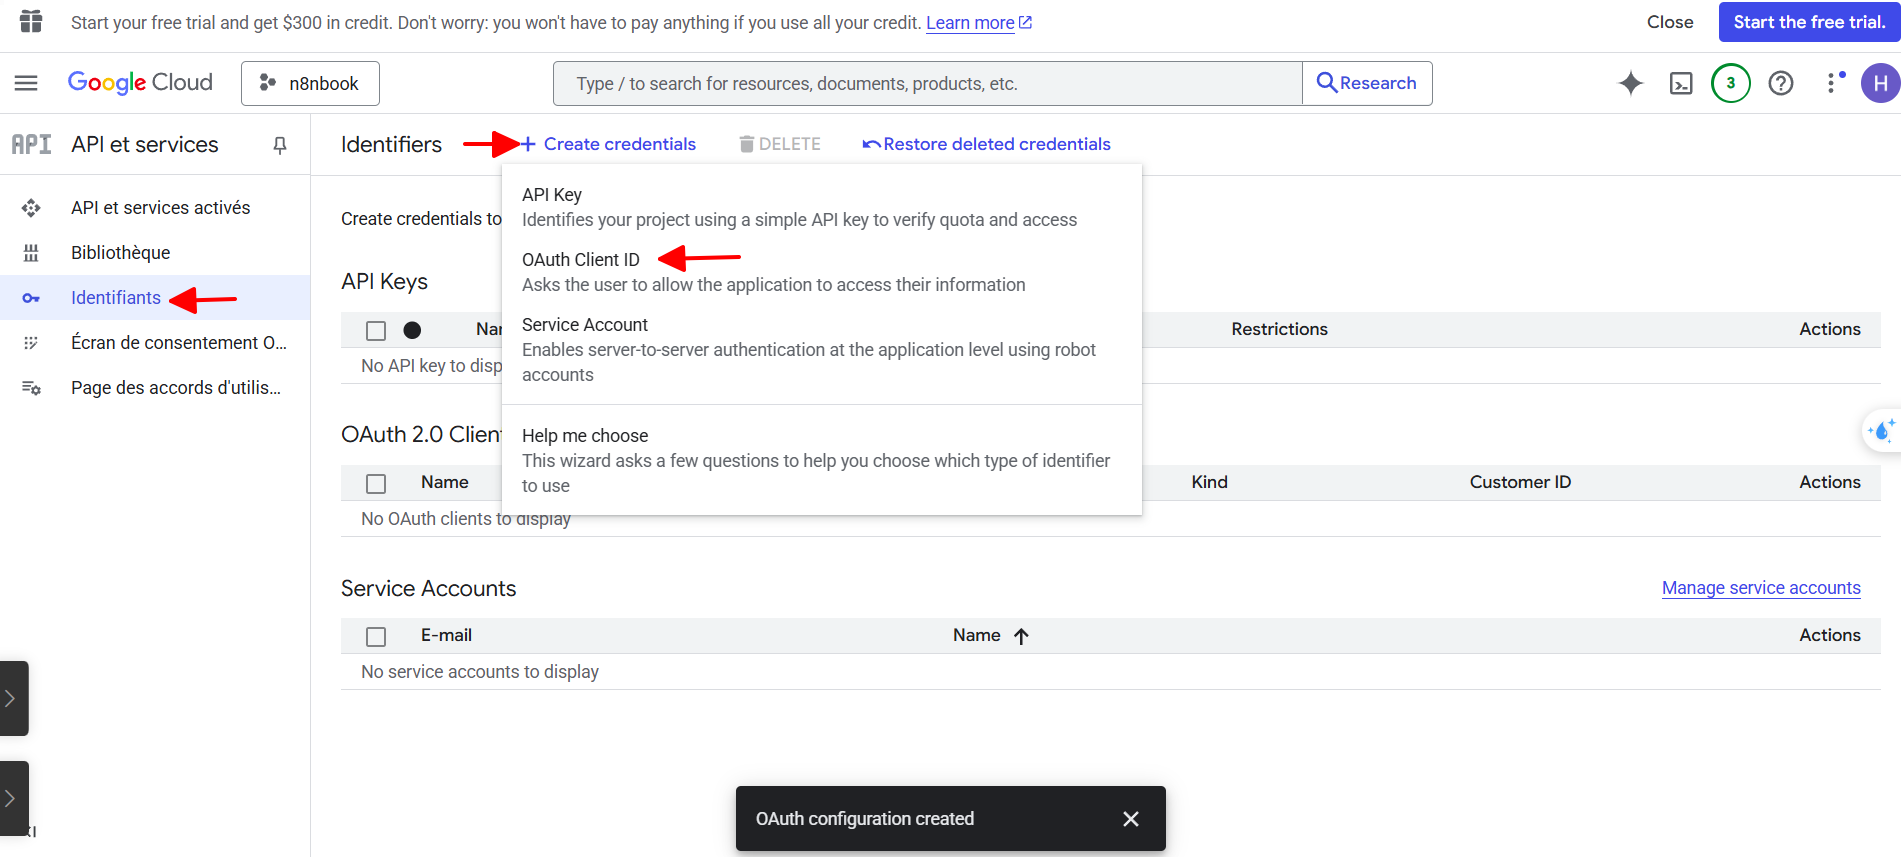 Start your free trial and get $300 in credit. Don't worry: you won't have to pay anything if you use all your credit. Learn more
Close
Start the free trial.
Google Cloud
n8nbook
Type / to search for resources, documents, products, etc.
Research
3
H
API
API et services
Identifiers
+ Create credentials
DELETE
Restore deleted credentials
API et services activés
Bibliothèque
Identifiants
Écran de consentement O...
Page des accords d'utilis...
Create credentials to
API Key
Identifies your project using a simple API key to verify quota and access
OAuth Client ID
Asks the user to allow the application to access their information
Service Account
Enables server-to-server authentication at the application level using robot
accounts
Help me choose
This wizard asks a few questions to help you choose which type of identifier
to use
API Keys
Restrictions
Actions
No API key to disp
OAuth 2.0 Client
Name
Kind
Customer ID
Actions
No OAuth clients to display
Service Accounts
Manage service accounts
E-mail
Name
Actions
No service accounts to display
OAuth configuration created